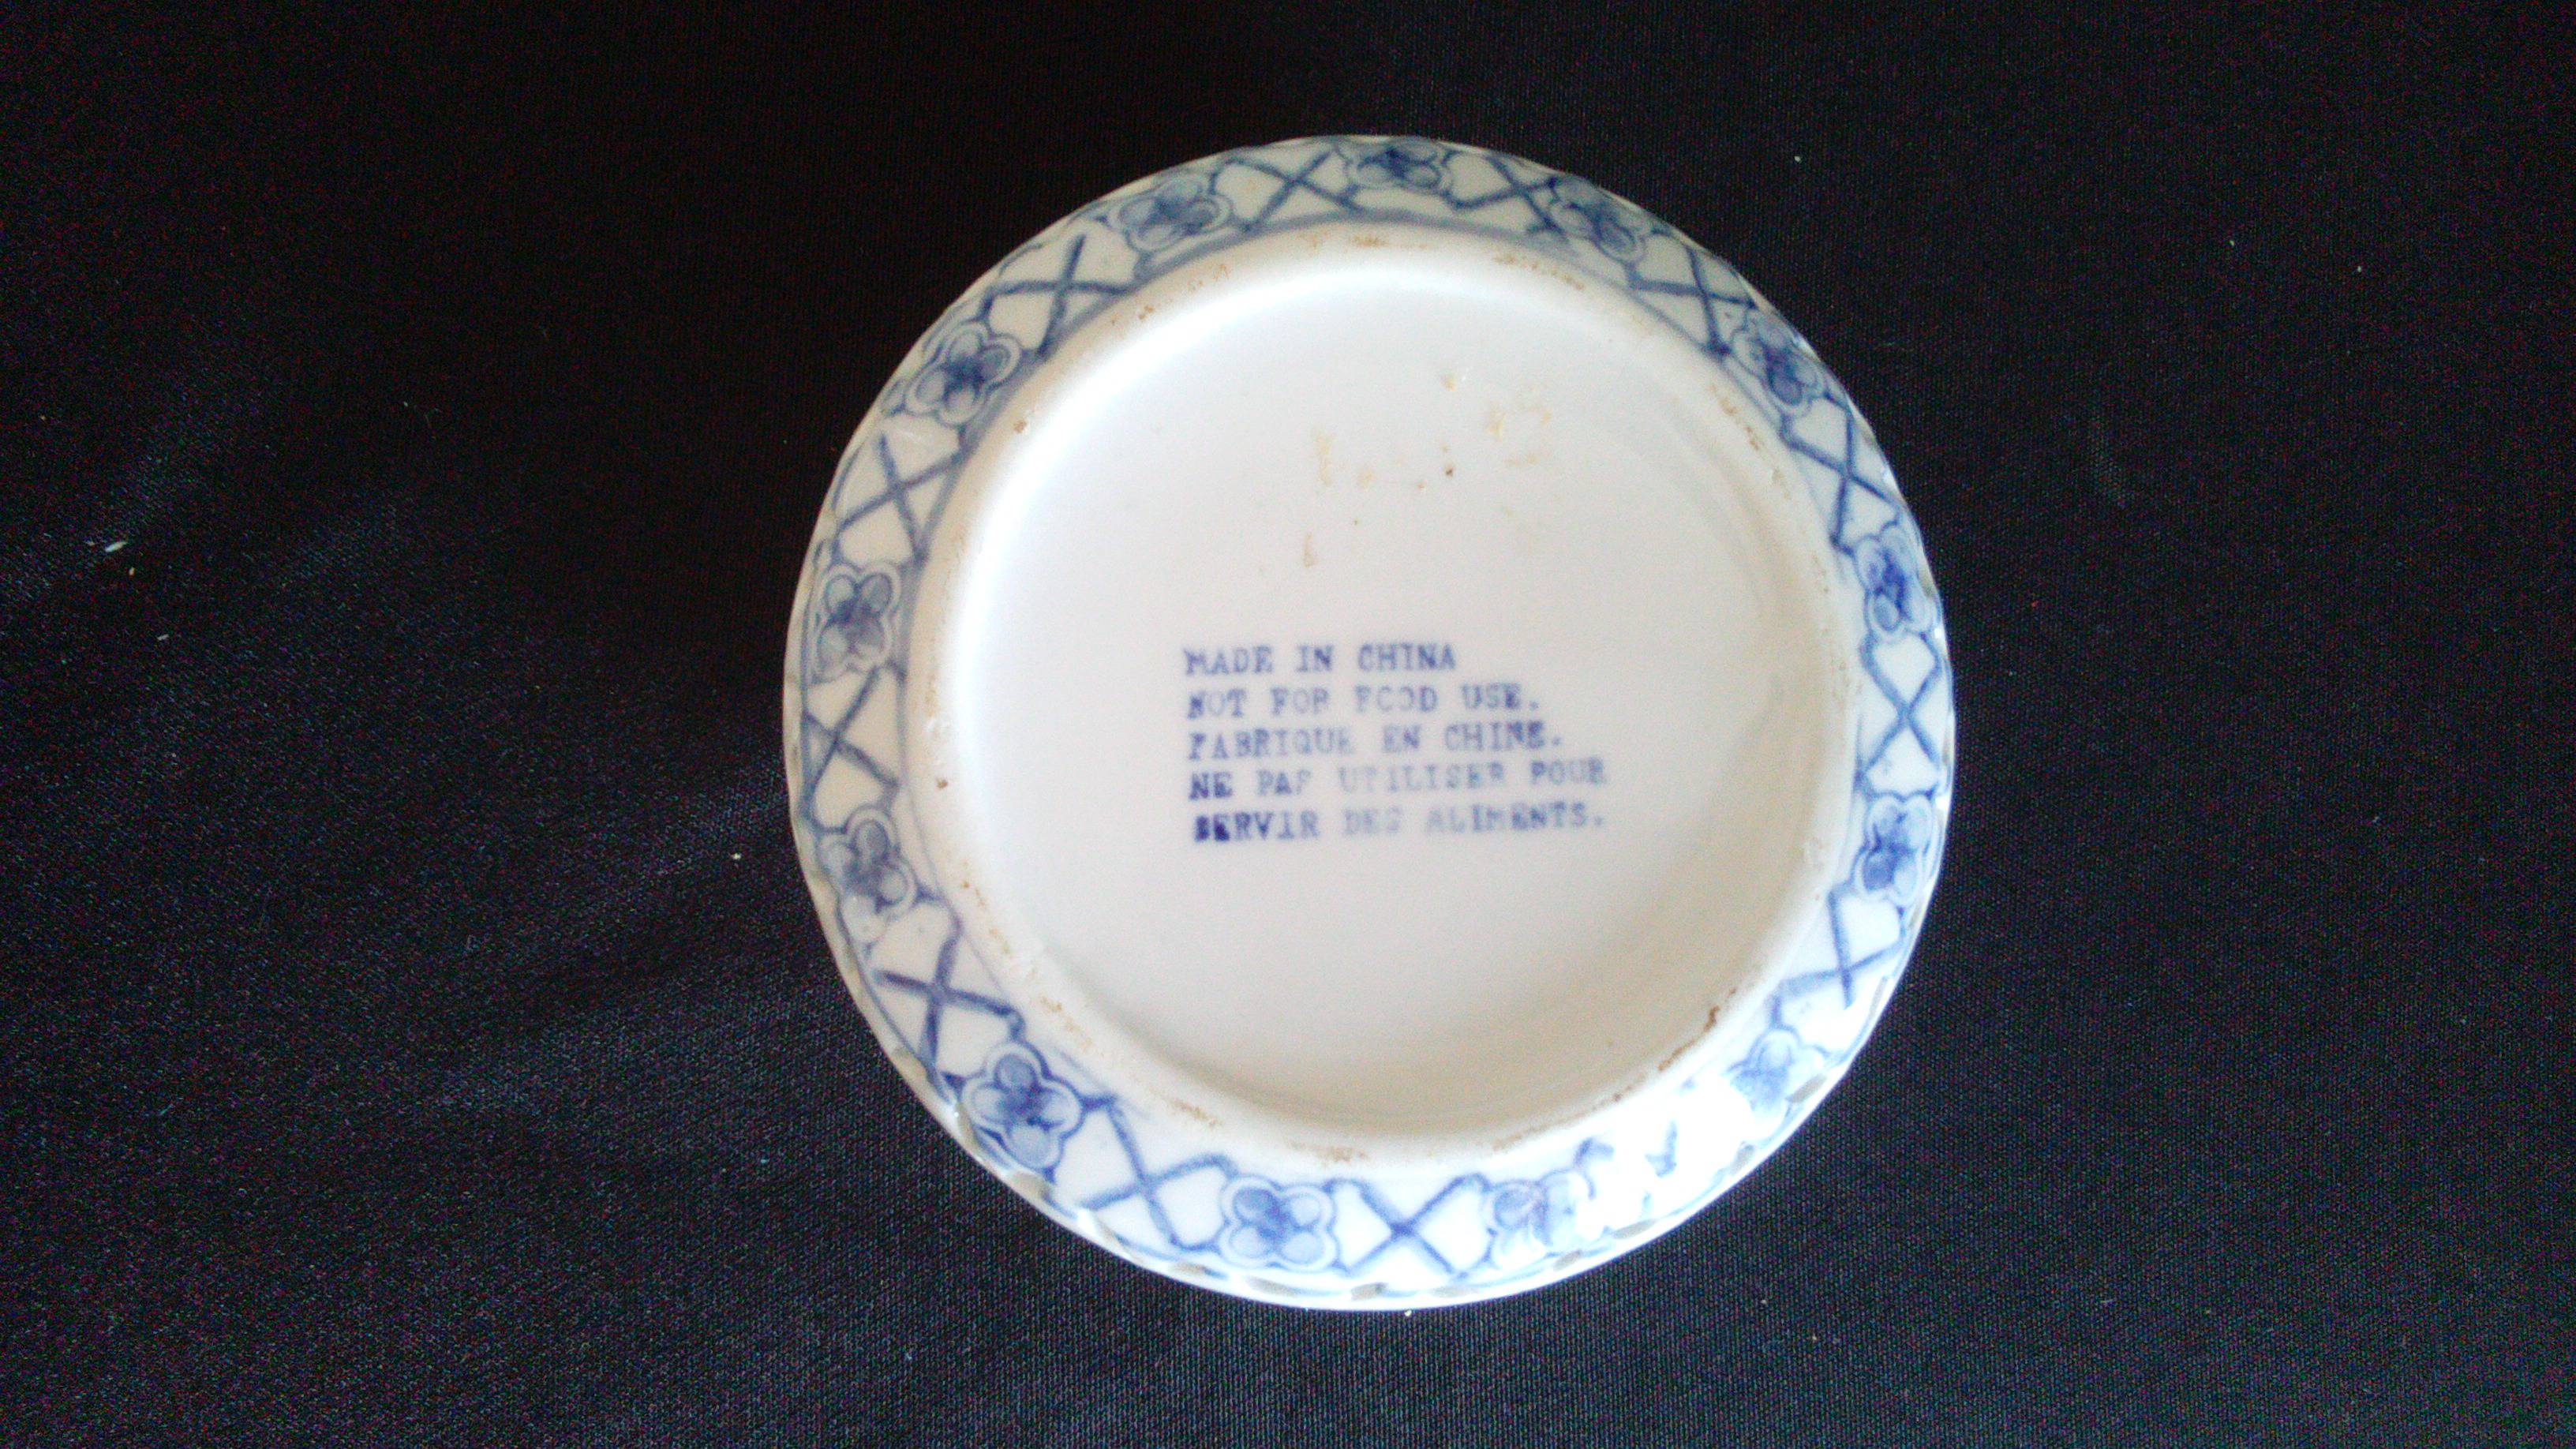 MADE IN CHINA
NOT FOR FOOD USE.
FABRIQUE EN CHINE.
NE PAS UTILISER POUR
SERVIR DES ALIMENTS.